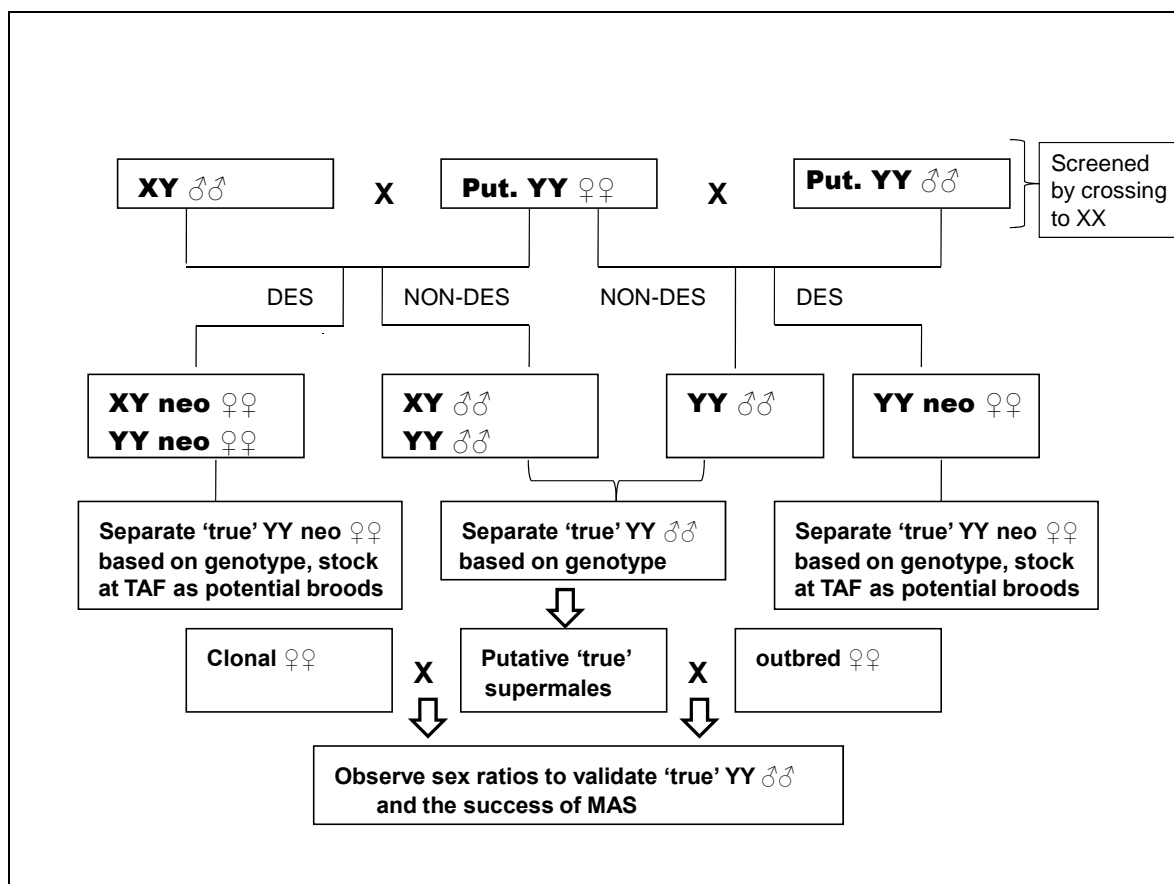 XY ♂♂
X
Put. YY ♀♀
X
Put. YY ♂♂
Screened
by crossing
to XX
DES
NON-DES
NON-DES
DES
XY neo ♀♀
YY neo ♀♀
XY ♂♂
YY ♂♂
YY ♂♂
YY neo ♀♀
Separate ‘true’ YY neo ♀♀
based on genotype, stock
at TAF as potential broods
Separate ‘true’ YY ♂♂
based on genotype
Separate ‘true’ YY neo ♀♀
based on genotype, stock
at TAF as potential broods
Clonal ♀♀
X
Putative ‘true’
supermales
X
outbred ♀♀
Observe sex ratios to validate ‘true’ YY ♂♂
and the success of MAS